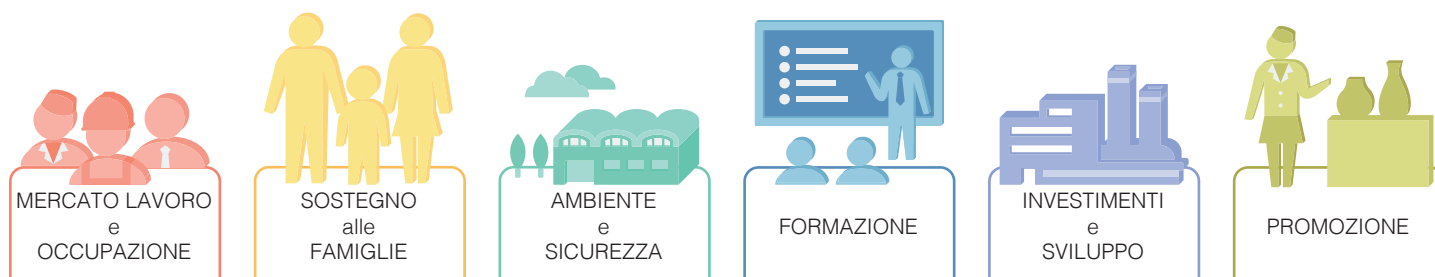 MERCATO LAVORO
e
OCCUPAZIONE
SOSTEGNO
alle
FAMIGLIE
AMBIENTE
e
SICUREZZA
FORMAZIONE
INVESTIMENTI
e
SVILUPPO
PROMOZIONE